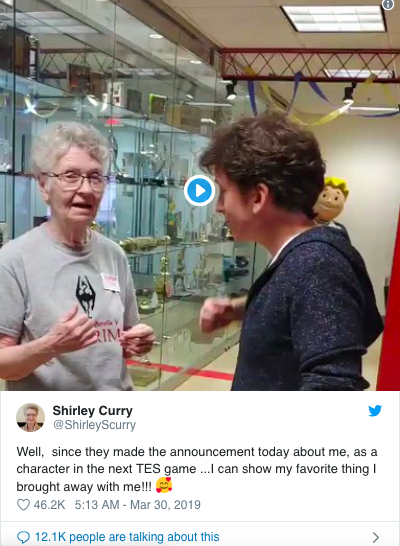 RIM
Shirley Curry
@ShirleyScurry
Well, since they made the announcement today about me, as a
character in the next TES game ...I can show my favorite thing I
brought away with me!!! 🥰
46.2K 5:13 AM - Mar 30, 2019
12.1K people are talking about this